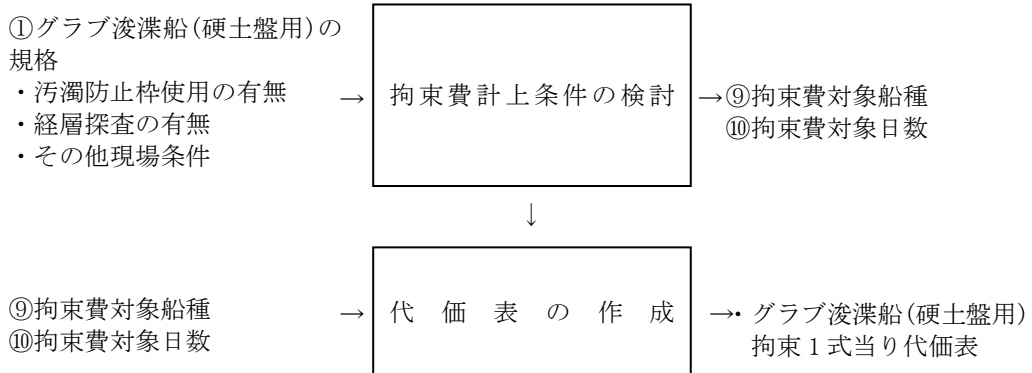 ①グラブ浚渫船(硬土盤用)の
規格
・汚濁防止枠使用の有無
・経層探査の有無
・その他現場条件
→
拘束費計上条件の検討
→⑨拘束費対象船種
⑩拘束費対象日数
↓
⑨拘束費対象船種
⑩拘束費対象日数
→
代価表の作成
→・グラブ浚渫船(硬土盤用)
拘束1式当り代価表